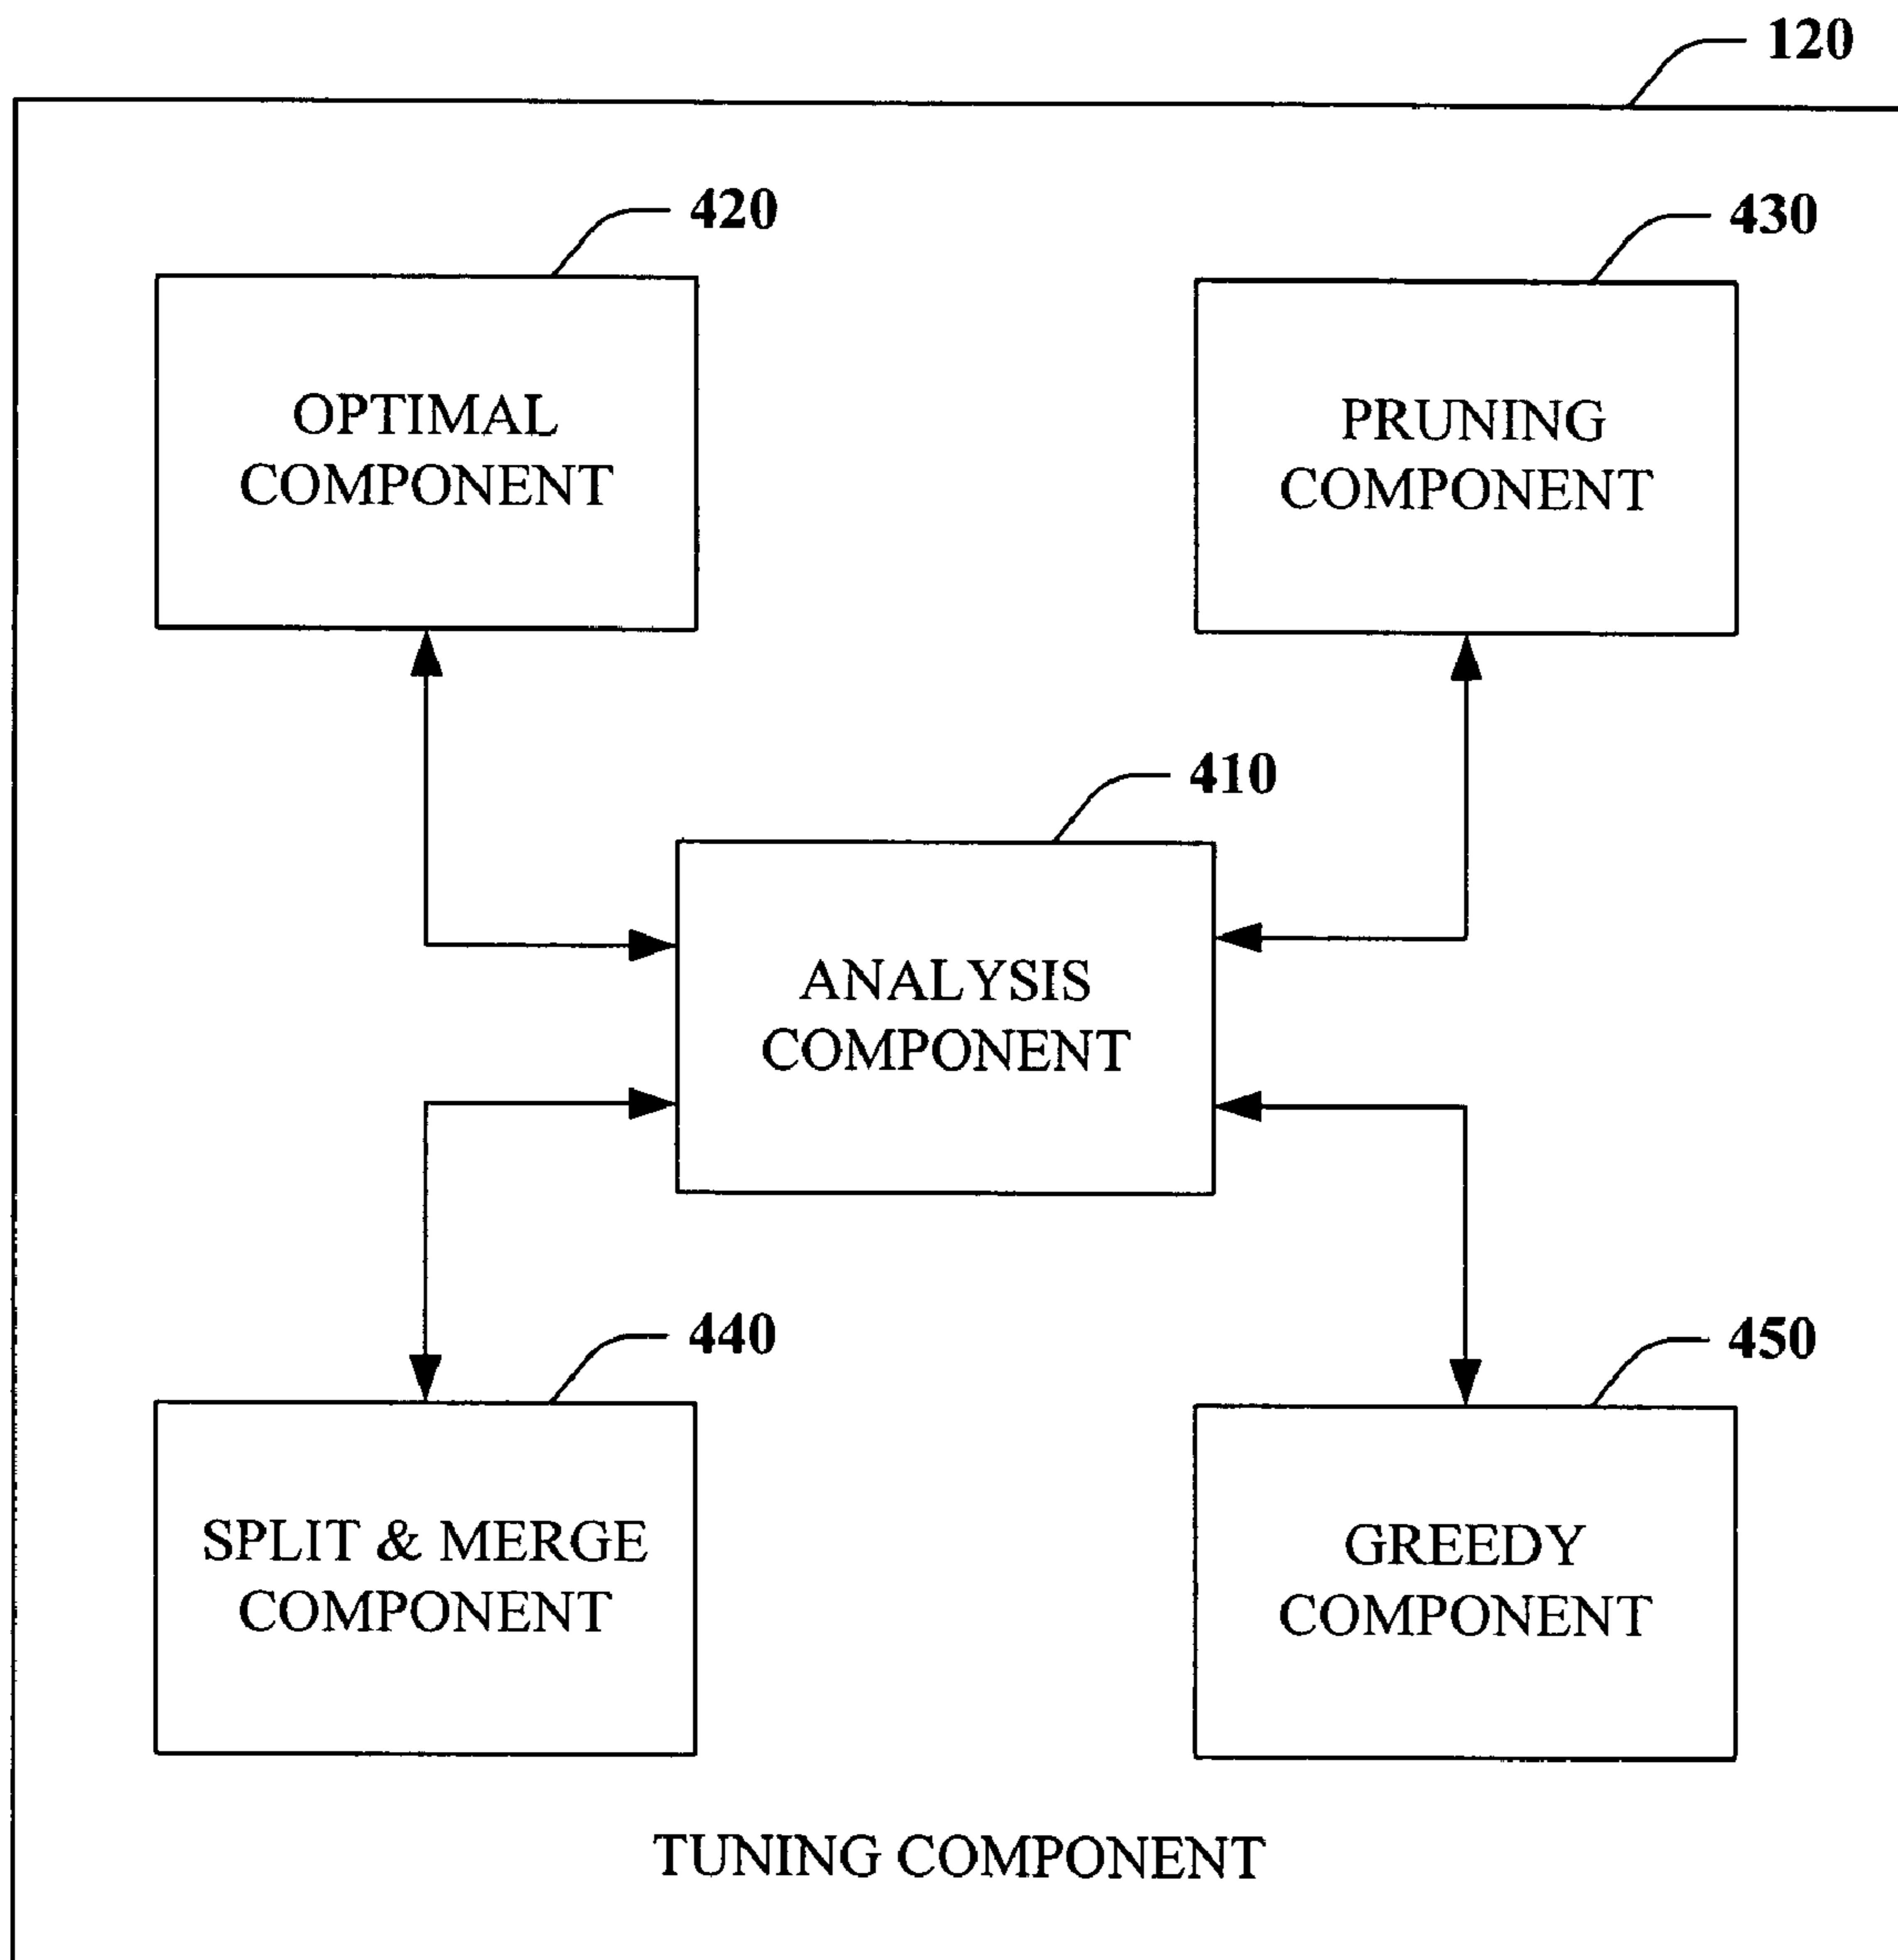 120
420
430
OPTIMAL
COMPONENT
PRUNING
COMPONENT
410
ANALYSIS
COMPONENT
440
450
SPLIT & MERGE
COMPONENT
GREEDY
COMPONENT
TUNING COMPONENT